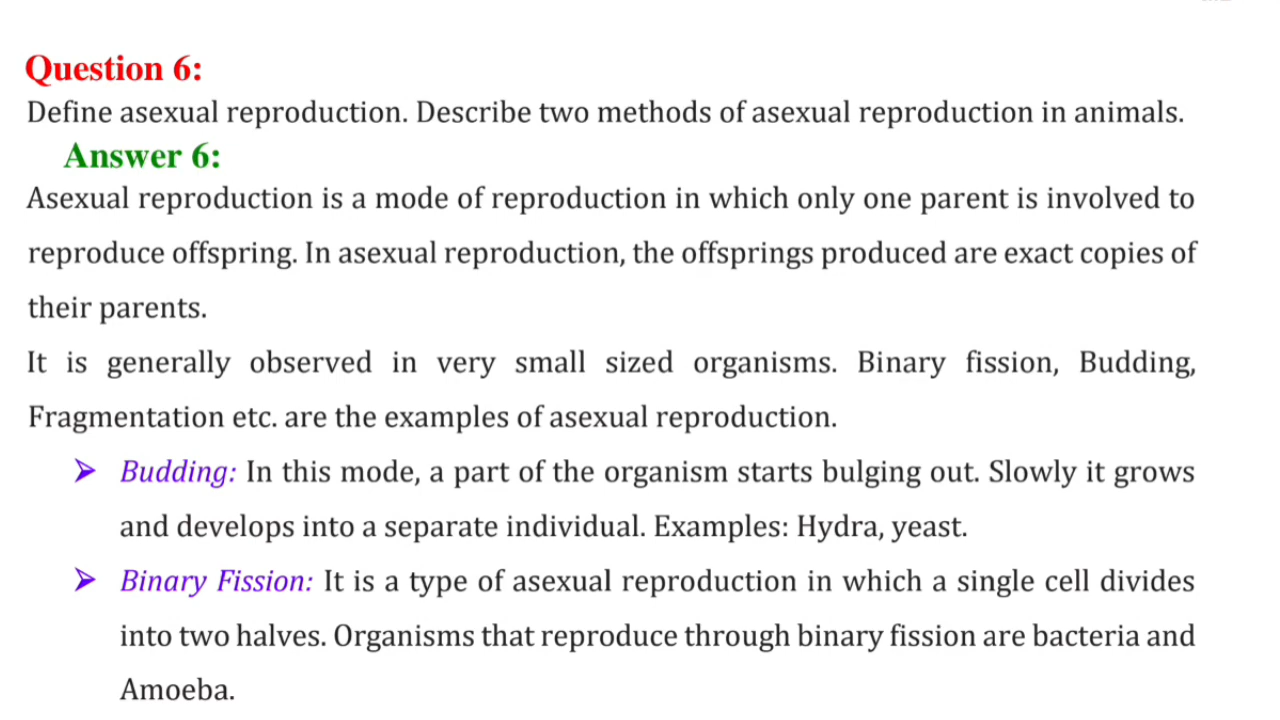 Question 6:
Define asexual reproduction. Describe two methods of asexual reproduction in animals.
Answer 6:
Asexual reproduction is a mode of reproduction in which only one parent is involved to
reproduce offspring. In asexual reproduction, the offsprings produced are exact copies of
their parents.
It is generally observed in very small sized organisms. Binary fission, Budding,
Fragmentation etc. are the examples of asexual reproduction.
➢ Budding: In this mode, a part of the organism starts bulging out. Slowly it grows
and develops into a separate individual. Examples: Hydra, yeast.
➢ Binary Fission: It is a type of asexual reproduction in which a single cell divides
into two halves. Organisms that reproduce through binary fission are bacteria and
Amoeba.